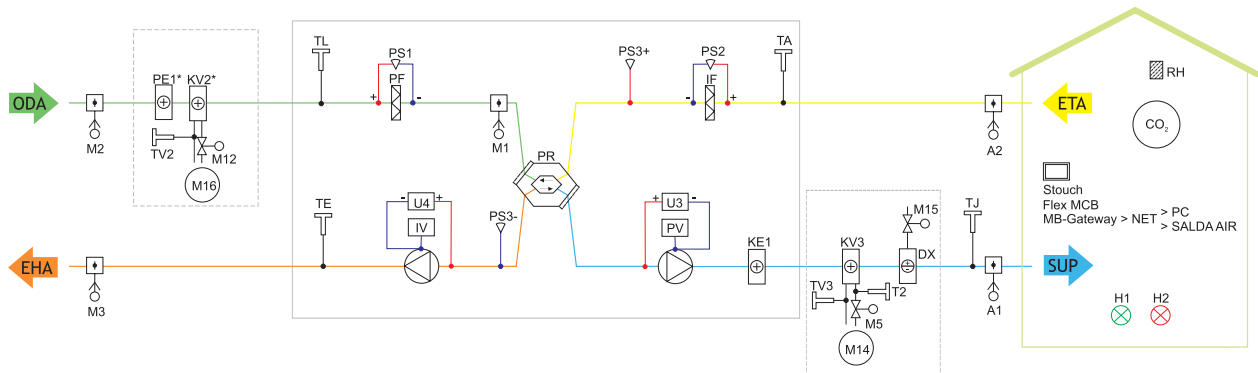 TL
PS1
PS3+
PS2
TA
RH
PE1*
KV2*
PF
IF
+
-
-
+
ODA
ETA
M2
M1
A2
CO₂
TV2
M12
M16
PR
Stouch
Flex MCB
MB-Gateway > NET > PC
> SALDA AIR
TE
-
U4
+
PS3-
+
U3
-
M15
TJ
IV
PV
KE1
KV3
DX
EHA
SUP
M3
TV3
T2
M5
A1
H1
H2
M14